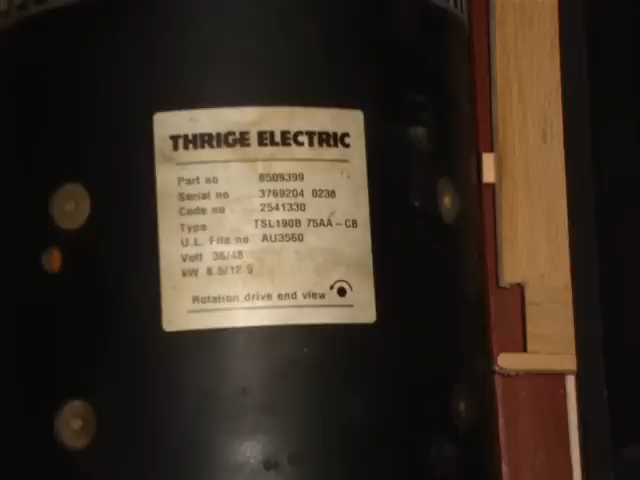 THRIGE ELECTRIC
Part no 8509399
Serial no 3769204 0238
Code no 2541330
Type TSL190B 75AA-CB
U.L. File no AU3560
Volt 36/48
kW 8.5/12.5
Rotation drive end view